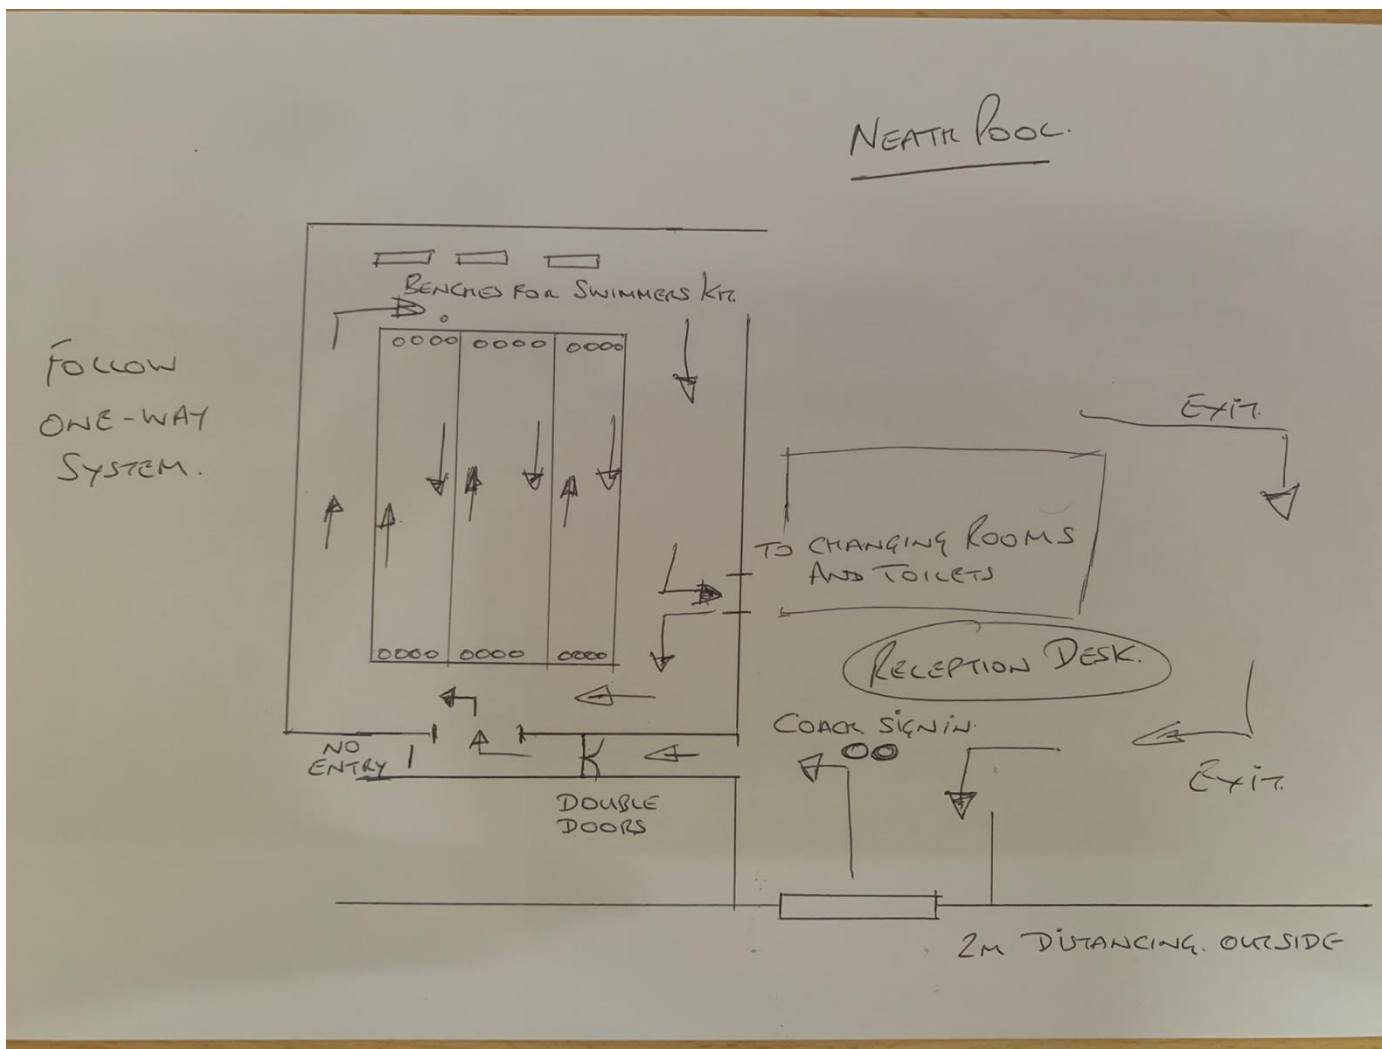 NEATH POOL.
BENCHES FOR SWIMMERS KIT.
FOLLOW
ONE-WAY
SYSTEM.
EXIT.
TO CHANGING ROOMS
AND TOILETS
RECEPTION DESK.
COACH SIGN IN.
NO
ENTRY
EXIT.
DOUBLE
DOORS
2M DISTANCING. OUTSIDE